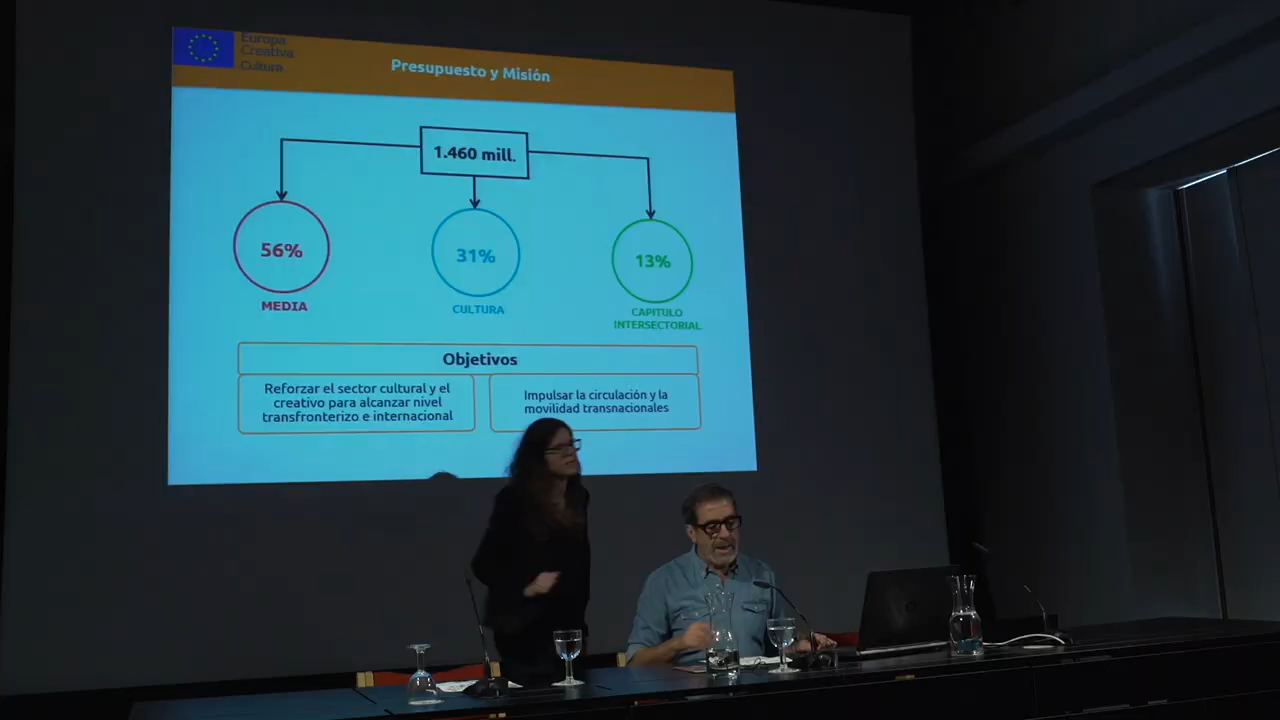 Europa
Creativa
Cultura
Presupuesto y Misión
1.460 mill.
56%
31%
13%
MEDIA
CULTURA
CAPITULO
INTERSECTORIAL
Objetivos
Reforzar el sector cultural y el
creativo para alcanzar nivel
transfronterizo e internacional
Impulsar la circulación y la
movilidad transnacionales